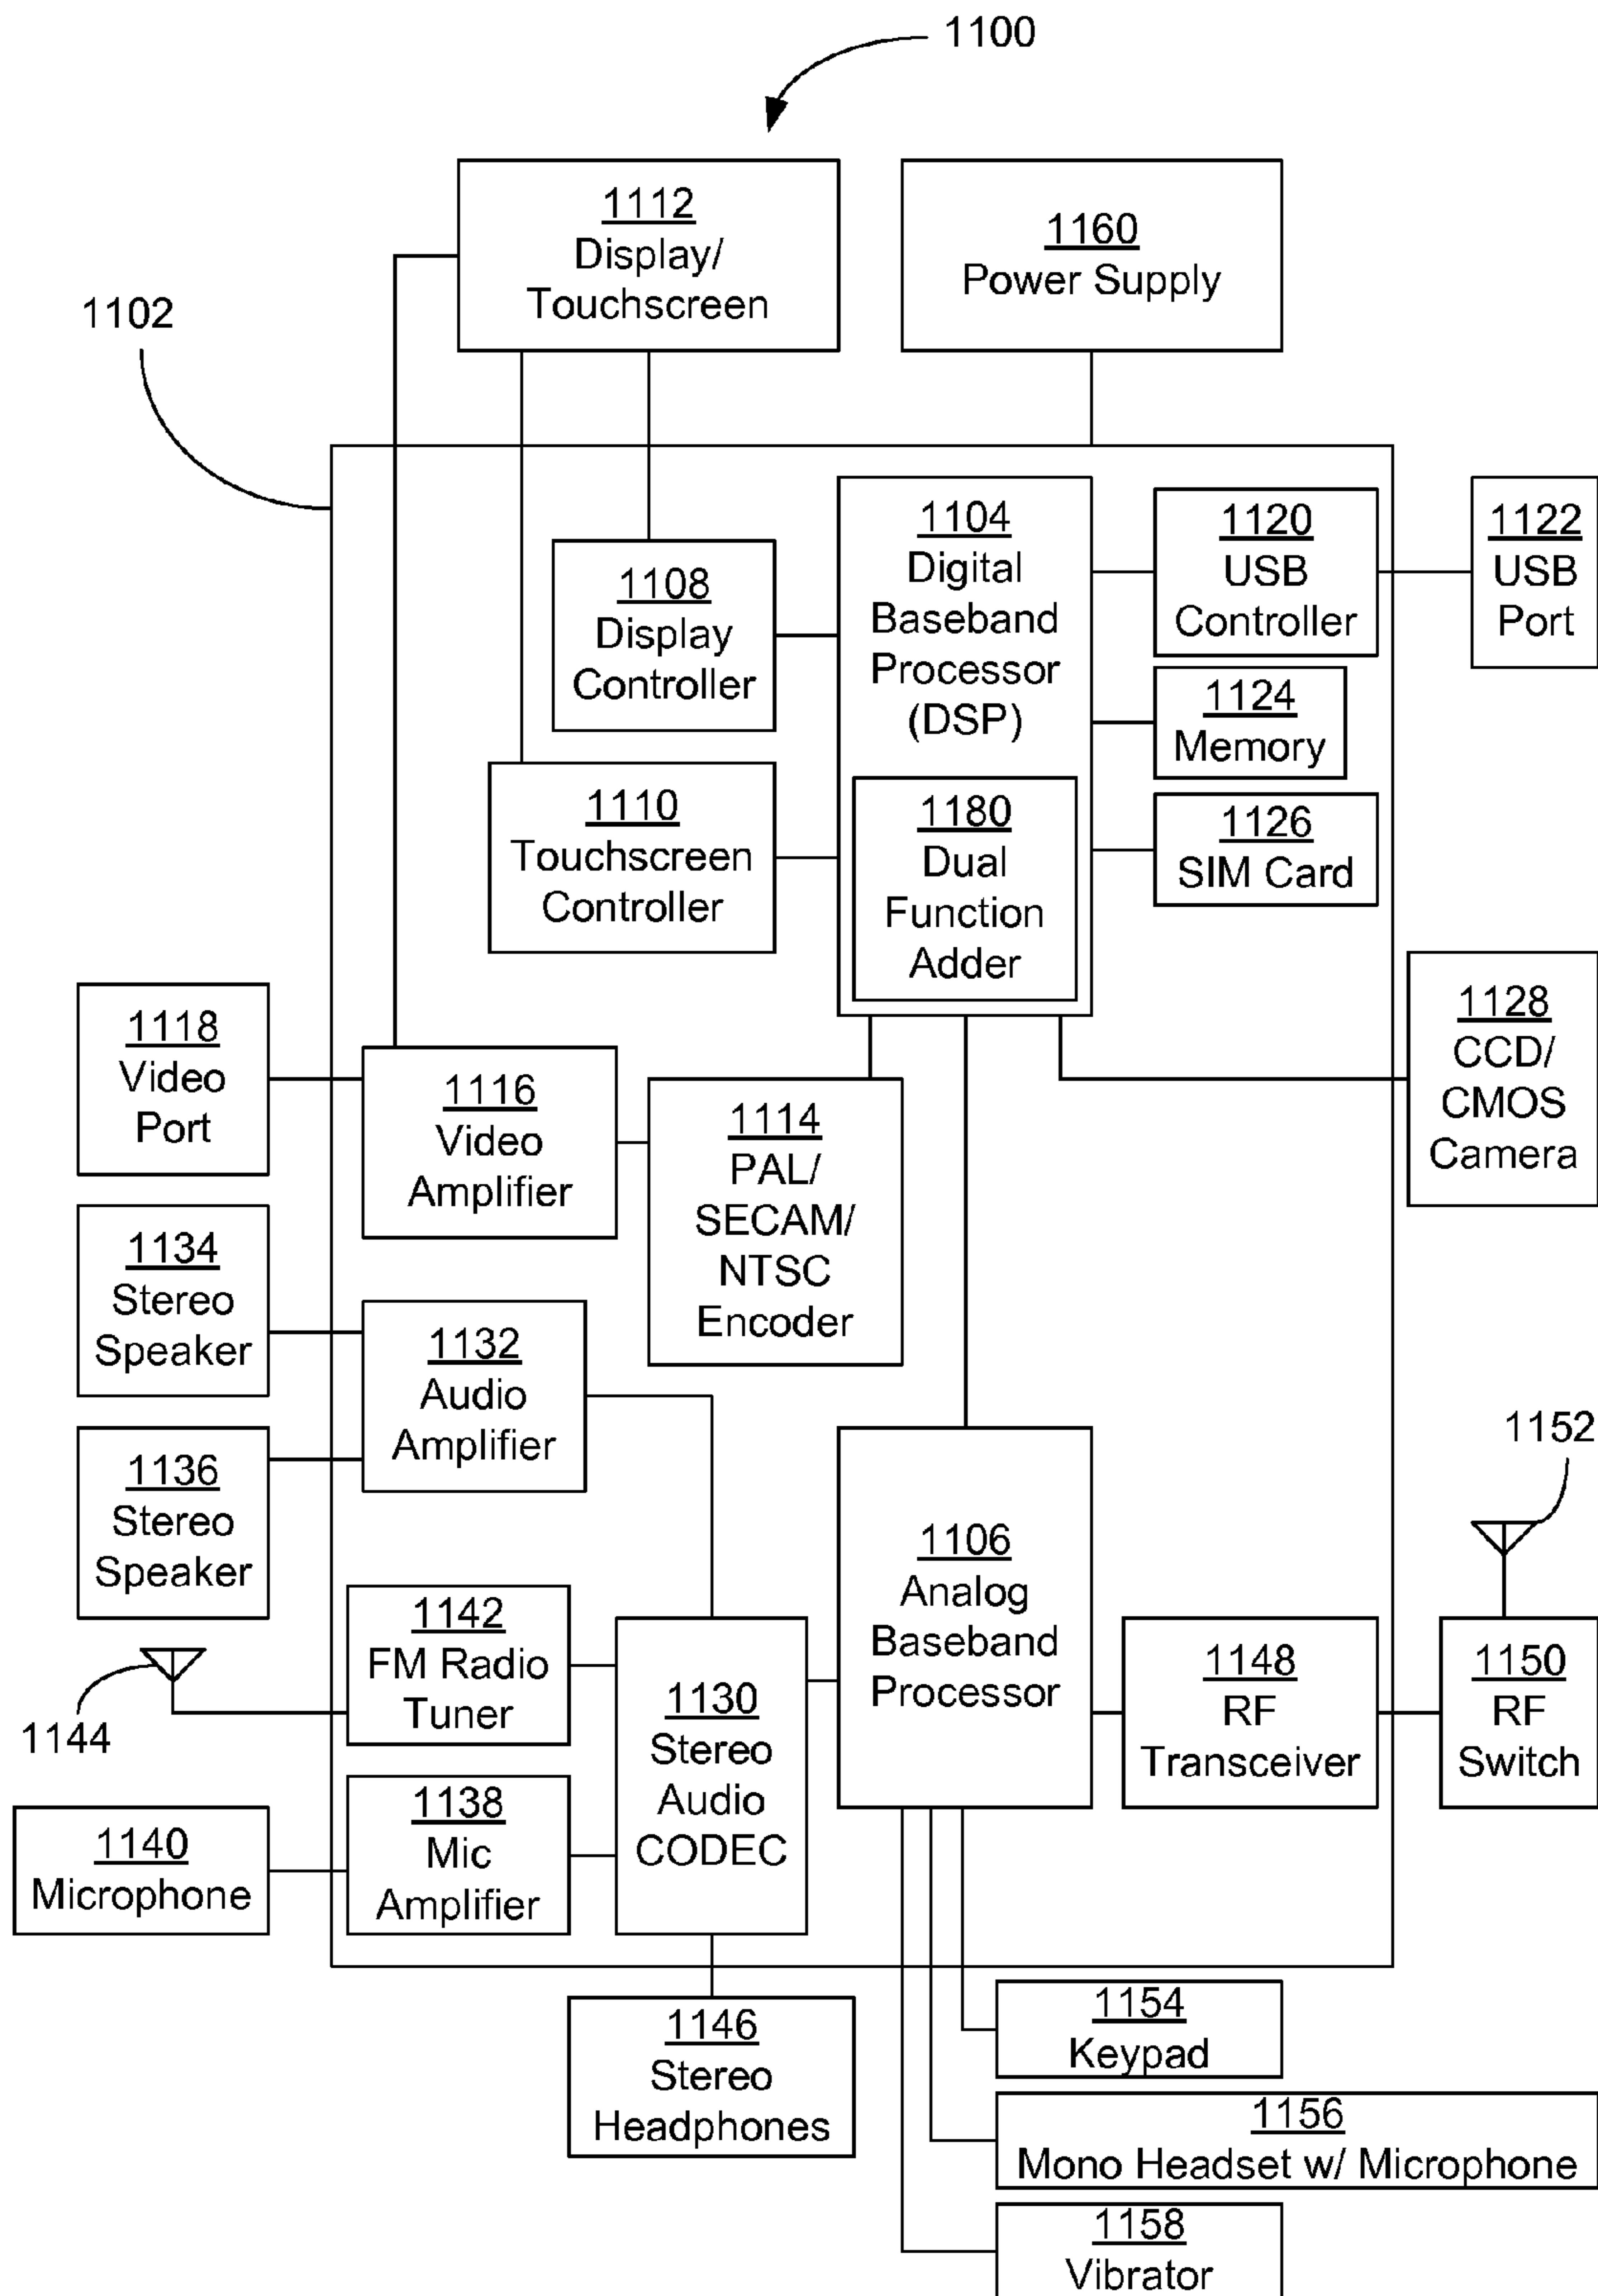 1100
1112
Display/
Touchscreen
1160
Power Supply
1102
1104
Digital
Baseband
Processor
(DSP)
1120
USB
Controller
1122
USB
Port
1108
Display
Controller
1124
Memory
1110
Touchscreen
Controller
1180
Dual
Function
Adder
1126
SIM Card
1118
Video
Port
1116
Video
Amplifier
1114
PAL/
SECAM/
NTSC
Encoder
1128
CCD/
CMOS
Camera
1134
Stereo
Speaker
1132
Audio
Amplifier
1136
Stereo
Speaker
1152
1106
Analog
Baseband
Processor
1142
FM Radio
Tuner
1144
1130
Stereo
Audio
CODEC
1148
RF
Transceiver
1150
RF
Switch
1140
Microphone
1138
Mic
Amplifier
1146
Stereo
Headphones
1154
Keypad
1156
Mono Headset w/ Microphone
1158
Vibrator